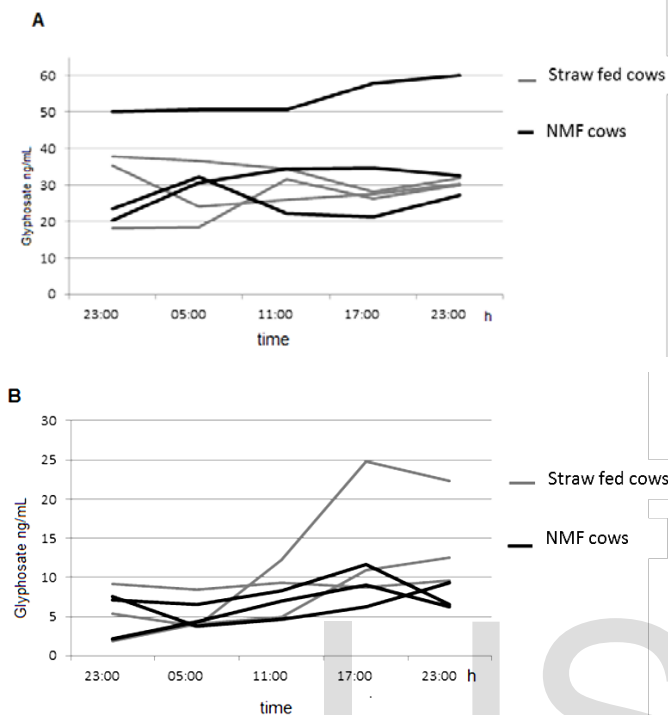 A
Straw fed cows
NMF cows
Glyphosate ng/mL
60
50
40
30
20
10
0
23:00 05:00 11:00 17:00 23:00 h
time
B
Straw fed cows
NMF cows
Glyphosate ng/mL
30
25
20
15
10
5
0
23:00 05:00 11:00 17:00 23:00 h
time